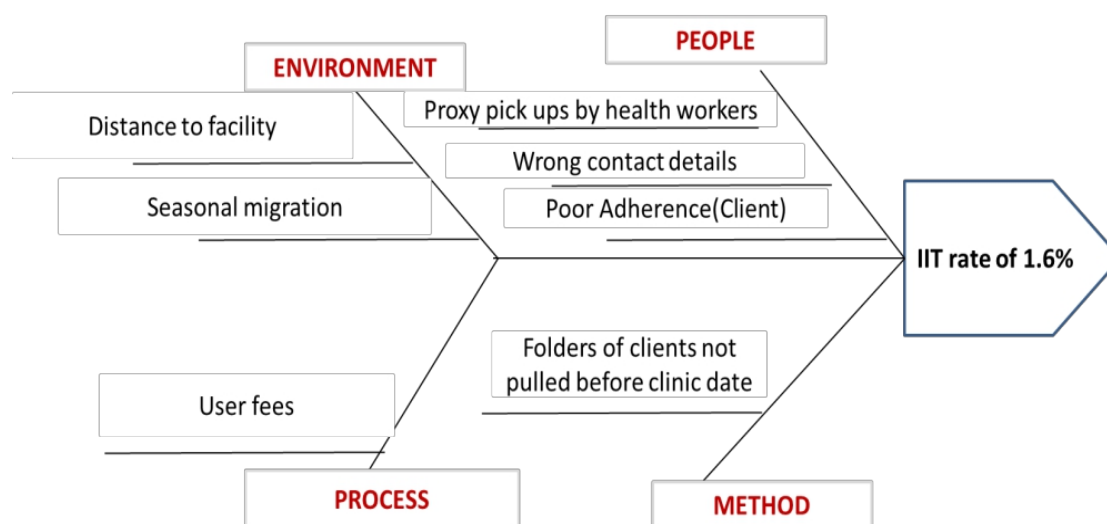 PEOPLE
ENVIRONMENT
Proxy pick ups by health workers
Distance to facility
Wrong contact details
Seasonal migration
Poor Adherence(Client)
IIT rate of 1.6%
Folders of clients not
pulled before clinic date
User fees
PROCESS
METHOD